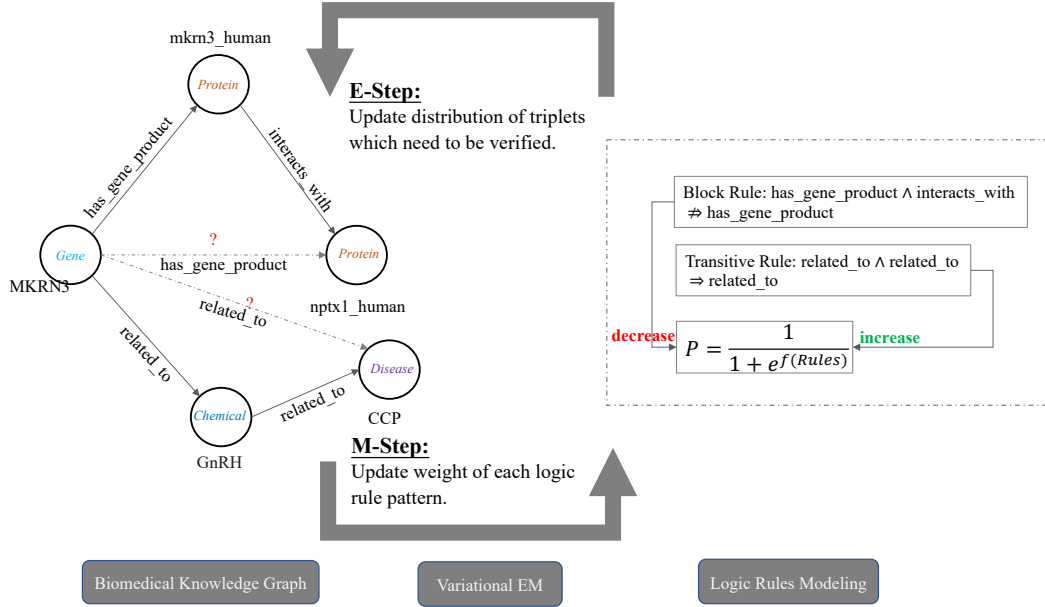 mkrn3_human
Protein
has_gene_product
interacts_with
Gene
MKRN3
?
has_gene_product
Protein
nptx1_human
?
related_to
related_to
Chemical
GnRH
related_to
Disease
CCP
E-Step:
Update distribution of triplets
which need to be verified.
M-Step:
Update weight of each logic
rule pattern.
Block Rule: has_gene_product ∧ interacts_with
⇏ has_gene_product
Transitive Rule: related_to ∧ related_to
⇒ related_to
decrease
P = 1 / (1 + e^{f(Rules)})
increase
Biomedical Knowledge Graph
Variational EM
Logic Rules Modeling